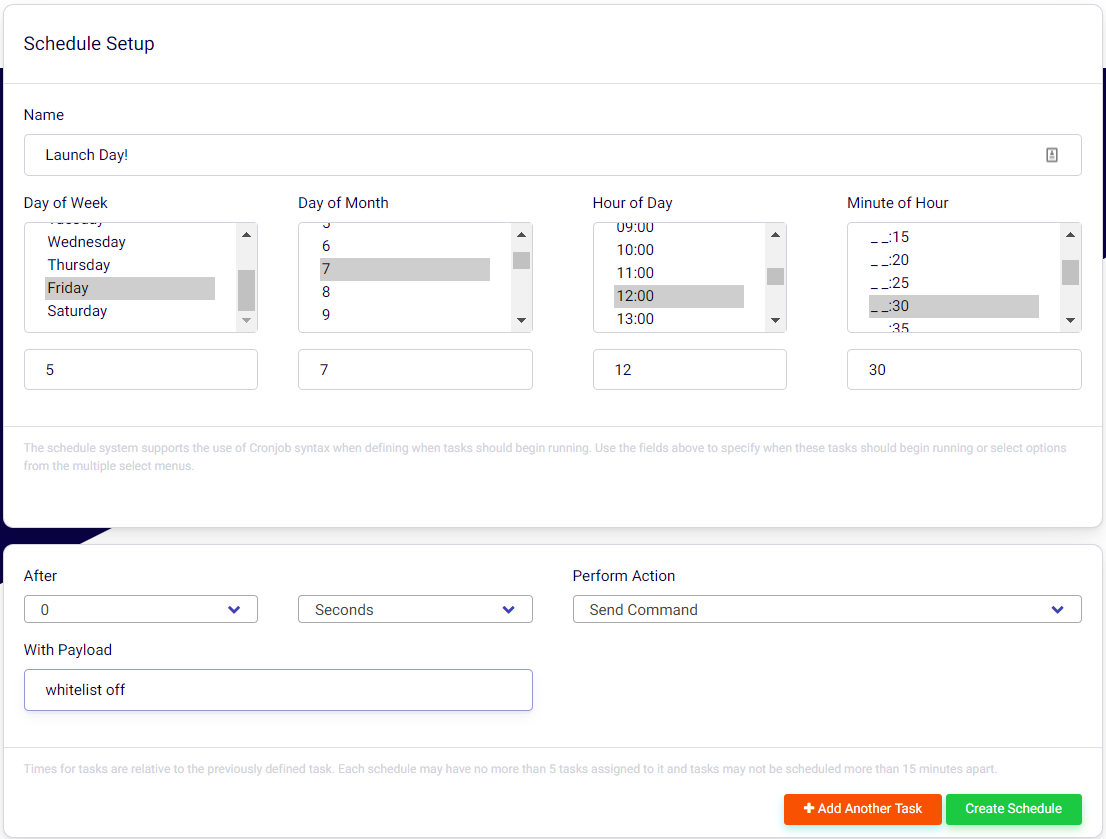 Schedule Setup
Name
Launch Day!
Day of Week
Day of Month
Hour of Day
Minute of Hour
Tuesday
Wednesday
Thursday
Friday
Saturday
5
6
7
8
9
09:00
10:00
11:00
12:00
13:00
_ _:15
_ _:20
_ _:25
_ _:30
_ _:35
5
7
12
30
The schedule system supports the use of Cronjob syntax when defining when tasks should begin running. Use the fields above to specify when these tasks should begin running or select options
from the multiple select menus.
After
Perform Action
0
Seconds
Send Command
With Payload
whitelist off
Times for tasks are relative to the previously defined task. Each schedule may have no more than 5 tasks assigned to it and tasks may not be scheduled more than 15 minutes apart.
+ Add Another Task
Create Schedule